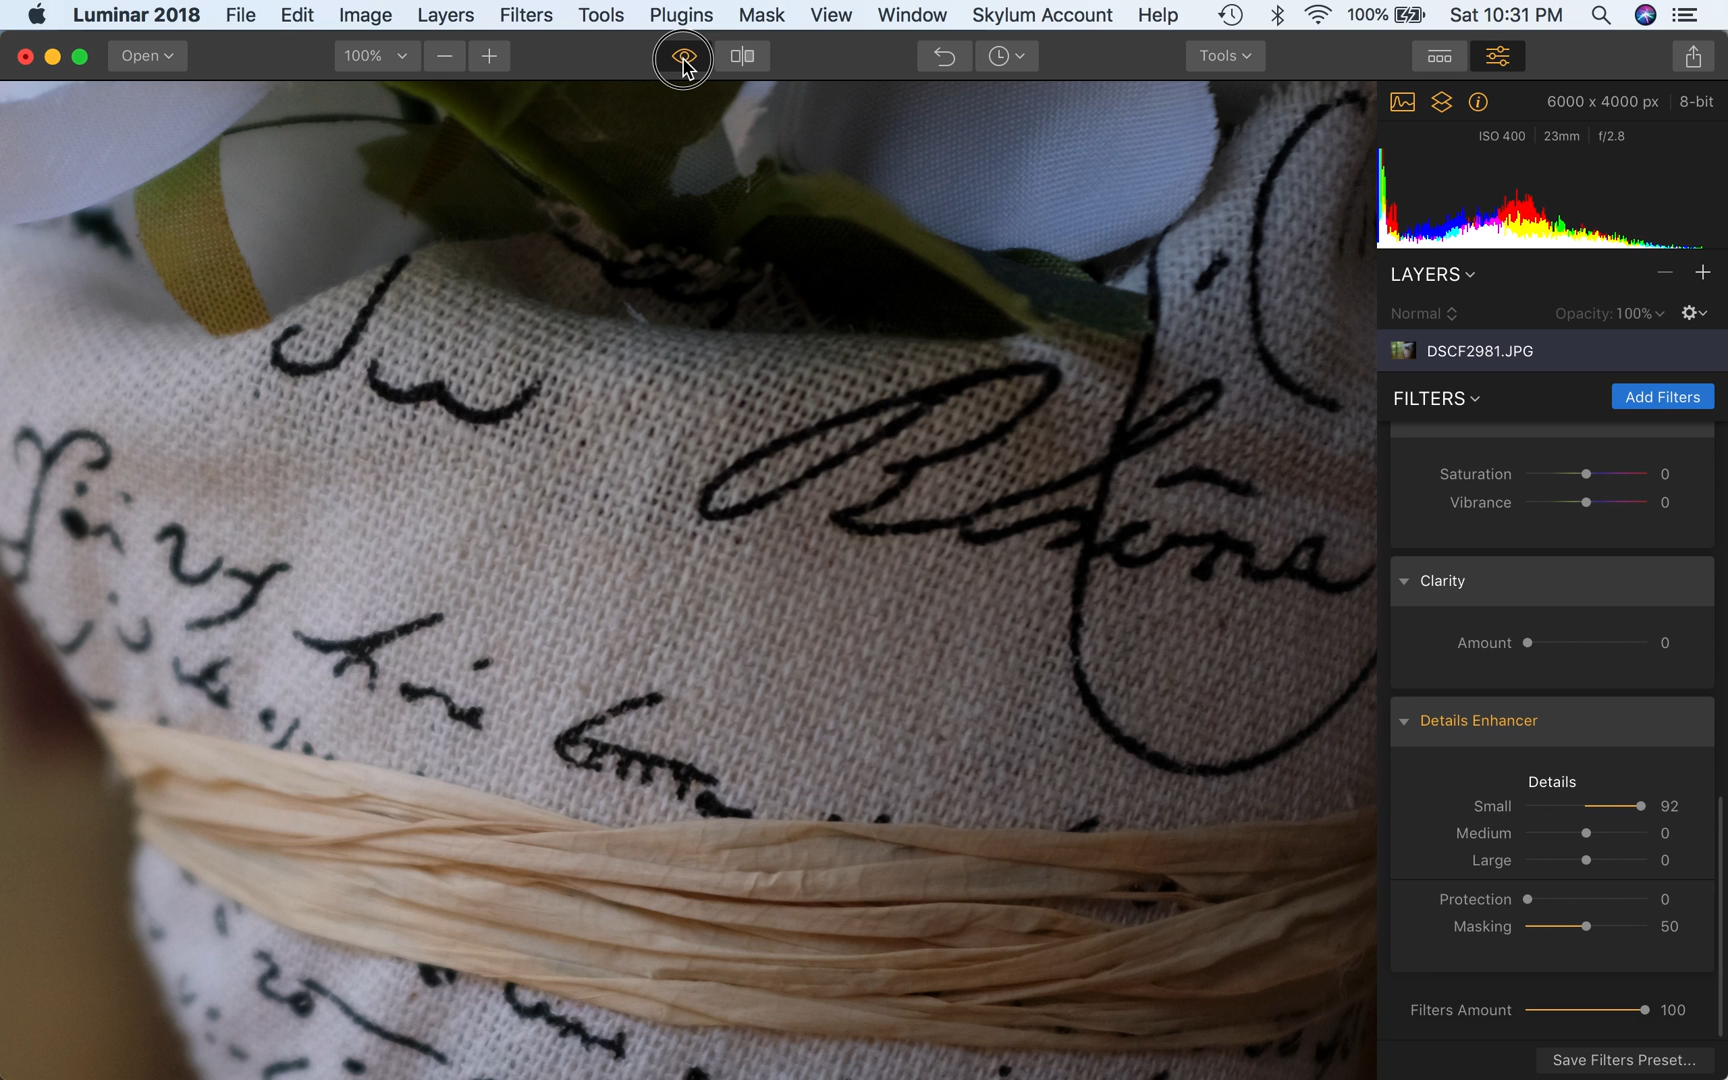 Luminar 2018 File Edit Image Layers Filters Tools Plugins Mask View Window Skylum Account Help 100% Sat 10:31 PM
Open 100% Tools
6000 x 4000 px 8-bit
ISO 400 23mm f/2.8
LAYERS
Normal Opacity: 100%
DSCF2981.JPG
FILTERS Add Filters
Saturation 0
Vibrance 0
Clarity
Amount 0
Details Enhancer
Details
Small 92
Medium 0
Large 0
Protection 0
Masking 50
Filters Amount 100
Save Filters Preset...